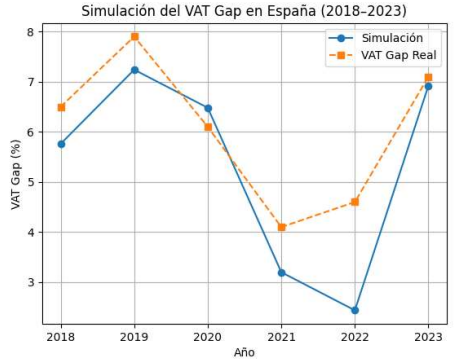 Simulación del VAT Gap en España (2018–2023)
Simulación
VAT Gap Real
VAT Gap (%)
8
7
6
5
4
3
2018 2019 2020 2021 2022 2023
Año